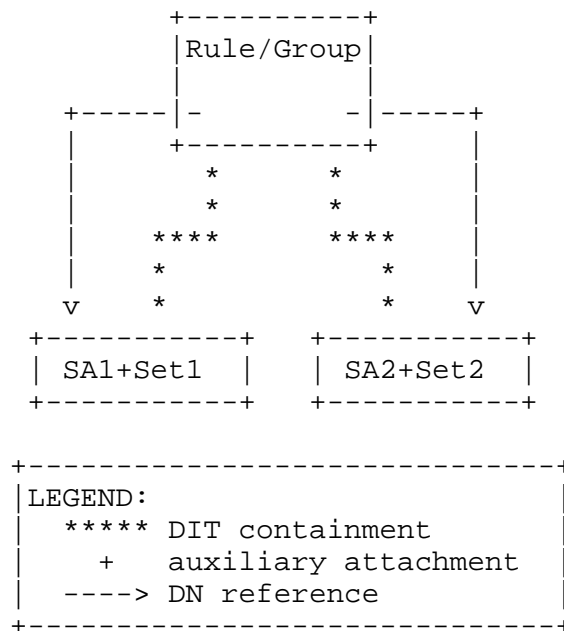 +-----------+
|Rule/Group|
|          |
+-----|-        -|-----+
|     +-----------+     |
|       *      *        |
|       *      *        |
|    ****      ****     |
|    *            *     |
v    *            *     v
+-----------+    +-----------+
| SA1+Set1  |    | SA2+Set2  |
+-----------+    +-----------+
+------------------------------+
|LEGEND:                       |
|  ***** DIT containment       |
|    +   auxiliary attachment  |
|  ----> DN reference          |
+------------------------------+